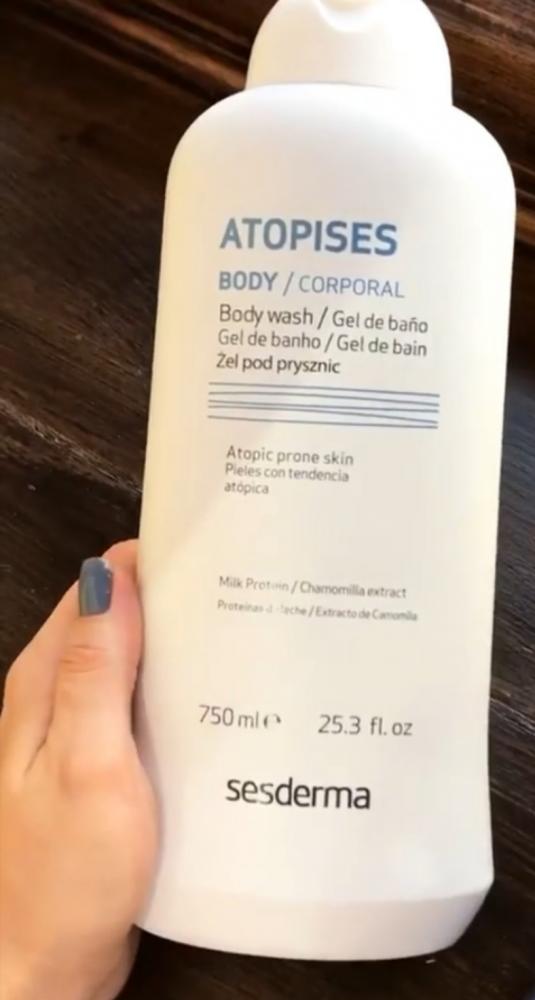 ATOPISES
BODY / CORPORAL
Body wash / Gel de baño
Gel de banho / Gel de bain
Żel pod prysznic
Atopic prone skin
Pieles con tendencia
atópica
Milk Protein / Chamomilla extract
Proteinas leche / Extracto de Camomila
750 ml ℮ 25.3 fl. oz
sesderma